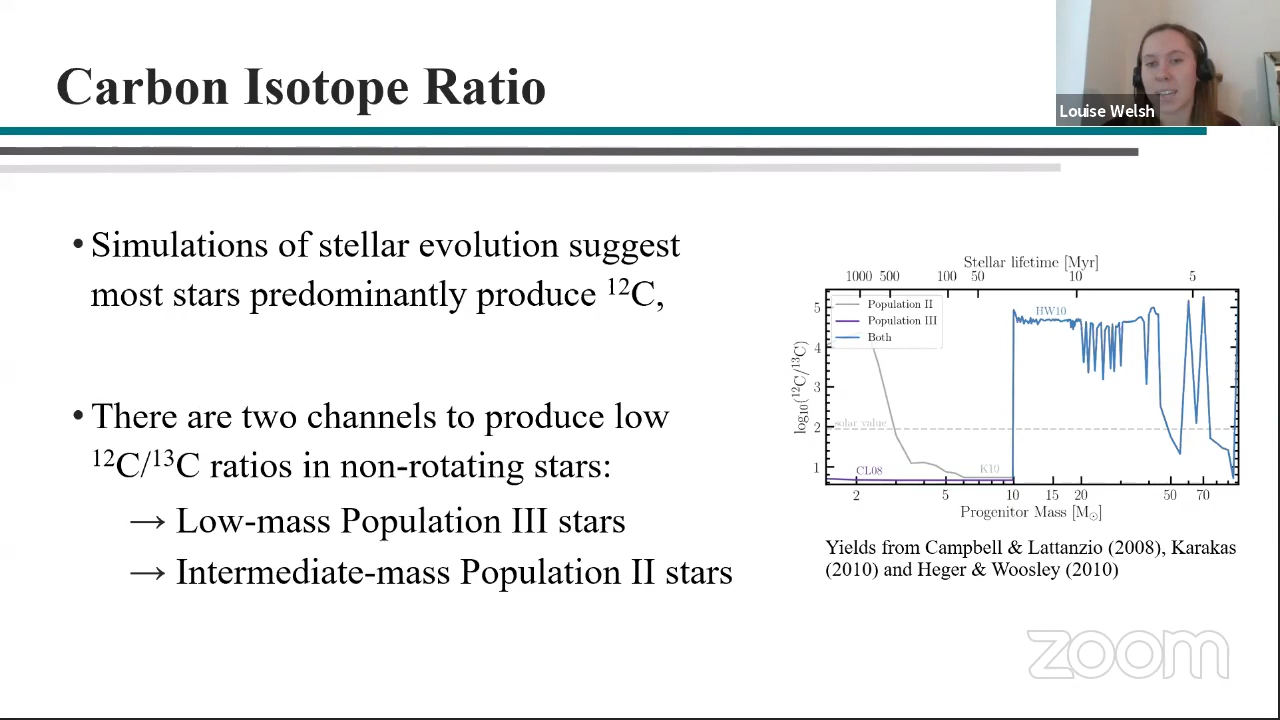 Carbon Isotope Ratio
Louise Welsh
• Simulations of stellar evolution suggest
most stars predominantly produce ¹²C,
• There are two channels to produce low
¹²C/¹³C ratios in non-rotating stars:
→ Low-mass Population III stars
→ Intermediate-mass Population II stars
Stellar lifetime [Myr]
1000 500 100 50 10 5
Population II
Population III
Both
HW10
solar value
CL08
K10
log₁₀(¹²C/¹³C)
5
4
3
2
1
2 5 10 15 20 50 70
Progenitor Mass [M☉]
Yields from Campbell & Lattanzio (2008), Karakas
(2010) and Heger & Woosley (2010)
zoom